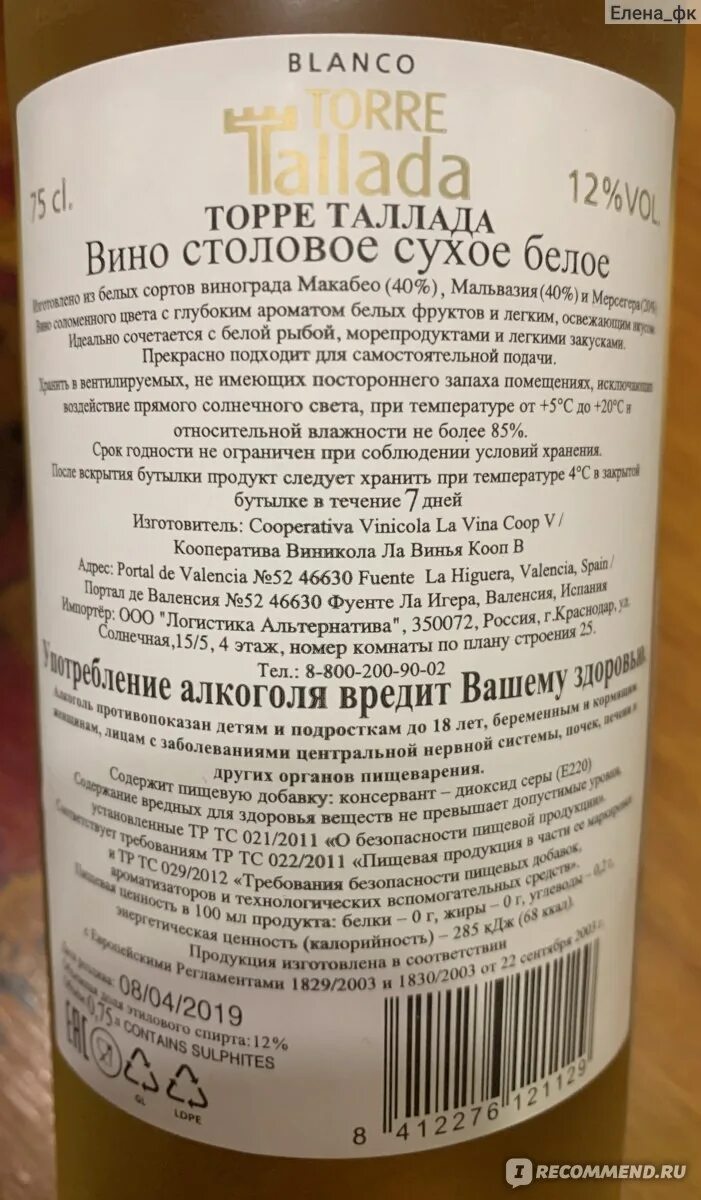 Елена_фк
BLANCO
TORRE
Tallada
75 cl.
12%VOL.
ТОРРЕ ТАЛЛАДА
Вино столовое сухое белое
Изготовлено из белых сортов винограда Макабео (40%), Мальвазия (40%) и Мерсегера (20%)
Вино соломенного цвета с глубоким ароматом белых фруктов и легким, освежающим вкусом
Идеально сочетается с белой рыбой, морепродуктами и легкими закусками.
Прекрасно подходит для самостоятельной подачи.
Хранить в вентилируемых, не имеющих постороннего запаха помещениях, исключающих
воздействие прямого солнечного света, при температуре от +5°С до +20°С и
относительной влажности не более 85%.
Срок годности не ограничен при соблюдении условий хранения.
После вскрытия бутылки продукт следует хранить при температуре 4°С в закрытой
бутылке в течение 7 дней
Изготовитель: Cooperativa Vinicola La Vina Coop V /
Кооператива Виникола Ла Винья Кооп В
Адрес: Portal de Valencia №52 46630 Fuente La Higuera, Valencia, Spain /
Портал де Валенсия №52 46630 Фуенте Ла Игера, Валенсия, Испания
Импортёр: ООО "Логистика Альтернатива", 350072, Россия, г.Краснодар, ул.
Солнечная,15/5, 4 этаж, номер комнаты по плану строения 25.
Тел.: 8-800-200-90-02
Употребление алкоголя вредит Вашему здоровью.
Алкоголь противопоказан детям и подросткам до 18 лет, беременным и кормящим
женщинам, лицам с заболеваниями центральной нервной системы, почек, печени и
других органов пищеварения.
Содержит пищевую добавку: консервант – диоксид серы (E220)
Содержание вредных для здоровья веществ не превышает допустимые уровни,
установленные ТР ТС 021/2011 «О безопасности пищевой продукции».
Соответствует требованиям ТР ТС 022/2011 «Пищевая продукция в части ее маркировки»
и ТР ТС 029/2012 «Требования безопасности пищевых добавок,
ароматизаторов и технологических вспомогательных средств».
Пищевая ценность в 100 мл продукта: белки – 0 г, жиры – 0 г, углеводы – 0,2 г.
энергетическая ценность (калорийность) – 285 кДж (68 ккал).
Продукция изготовлена в соответствии
с Европейскими Регламентами 1829/2003 и 1830/2003 от 22 сентября 2003 г.
Дата розлива: 08/04/2019
Объемная доля этилового спирта: 12%
Объем 0,75 л CONTAINS SULPHITES
EAC
GL
LDPE
8 412276 121129
I RECOMMEND.RU